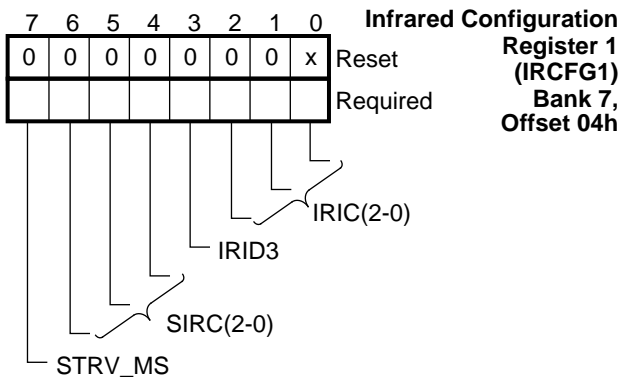 7 6 5 4 3 2 1 0
Infrared Configuration
Register 1
(IRCFG1)
Bank 7,
Offset 04h
0 0 0 0 0 0 0 x Reset
Required
IRIC(2-0)
IRID3
SIRC(2-0)
STRV_MS